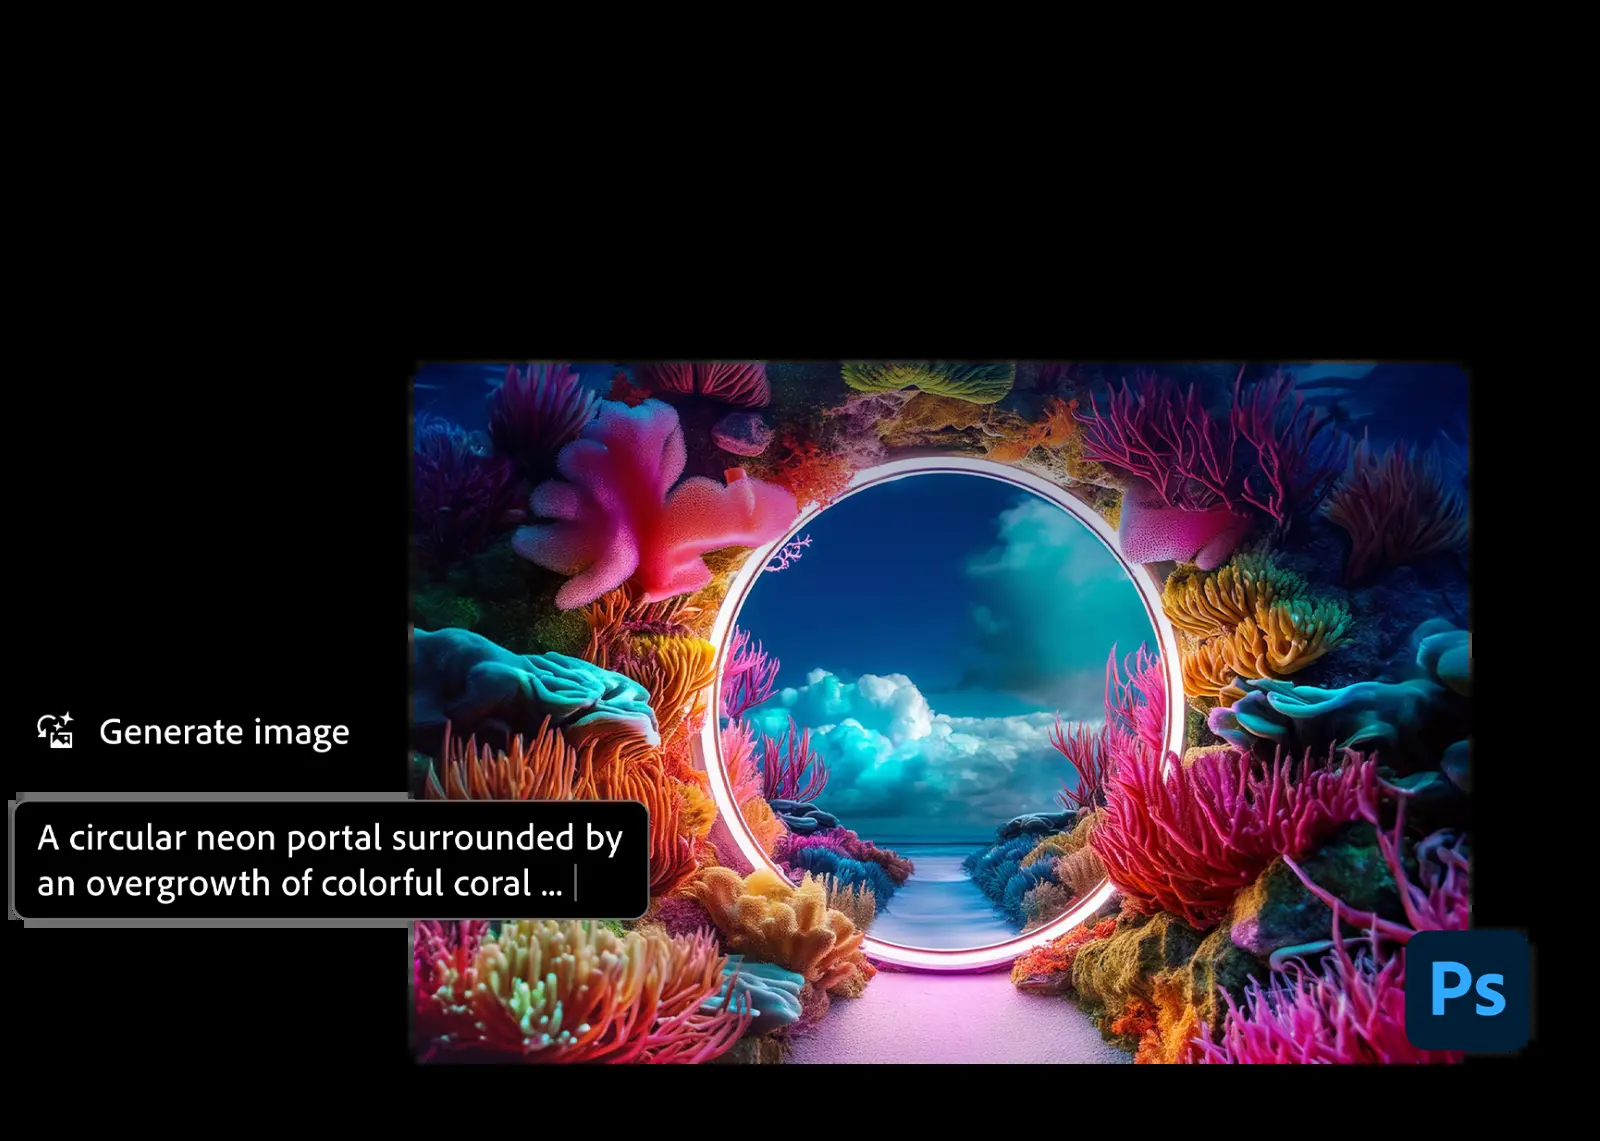 Generate image
A circular neon portal surrounded by
an overgrowth of colorful coral ...
Ps